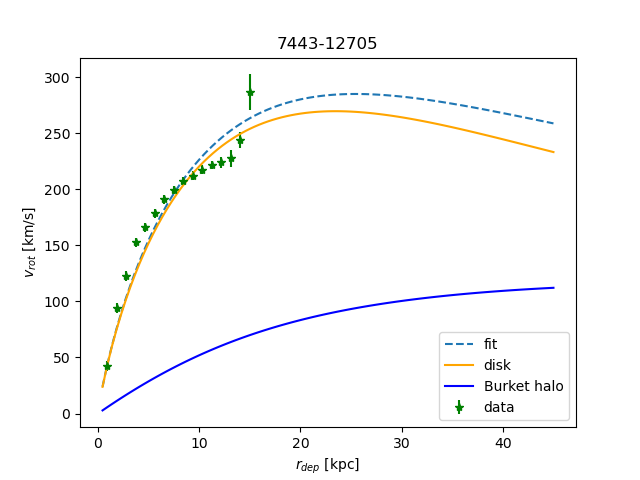 7443-12705
300
250
200
150
100
50
0
v_rot [km/s]
0 10 20 30 40
r_dep [kpc]
fit
disk
Burket halo
data